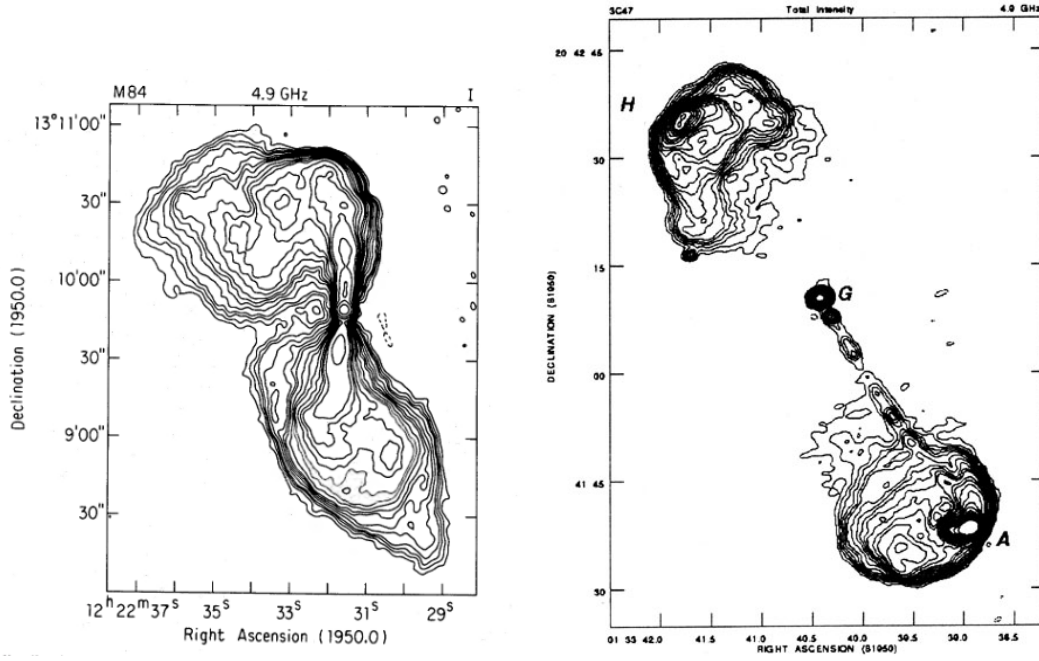 M84 4.9 GHz I
13°11'00"
30"
10'00"
30"
9'00"
30"
12ʰ 22ᵐ 37ˢ 35ˢ 33ˢ 31ˢ 29ˢ
Right Ascension (1950.0)
Declination (1950.0)
3C47 Total Intensity 4.9 GHz
20 42 45
30
15
00
41 45
30
H
G
A
01 33 42.0 41.5 41.0 40.5 40.0 39.5 39.0 38.5
RIGHT ASCENSION (B1950)
DECLINATION (B1950)